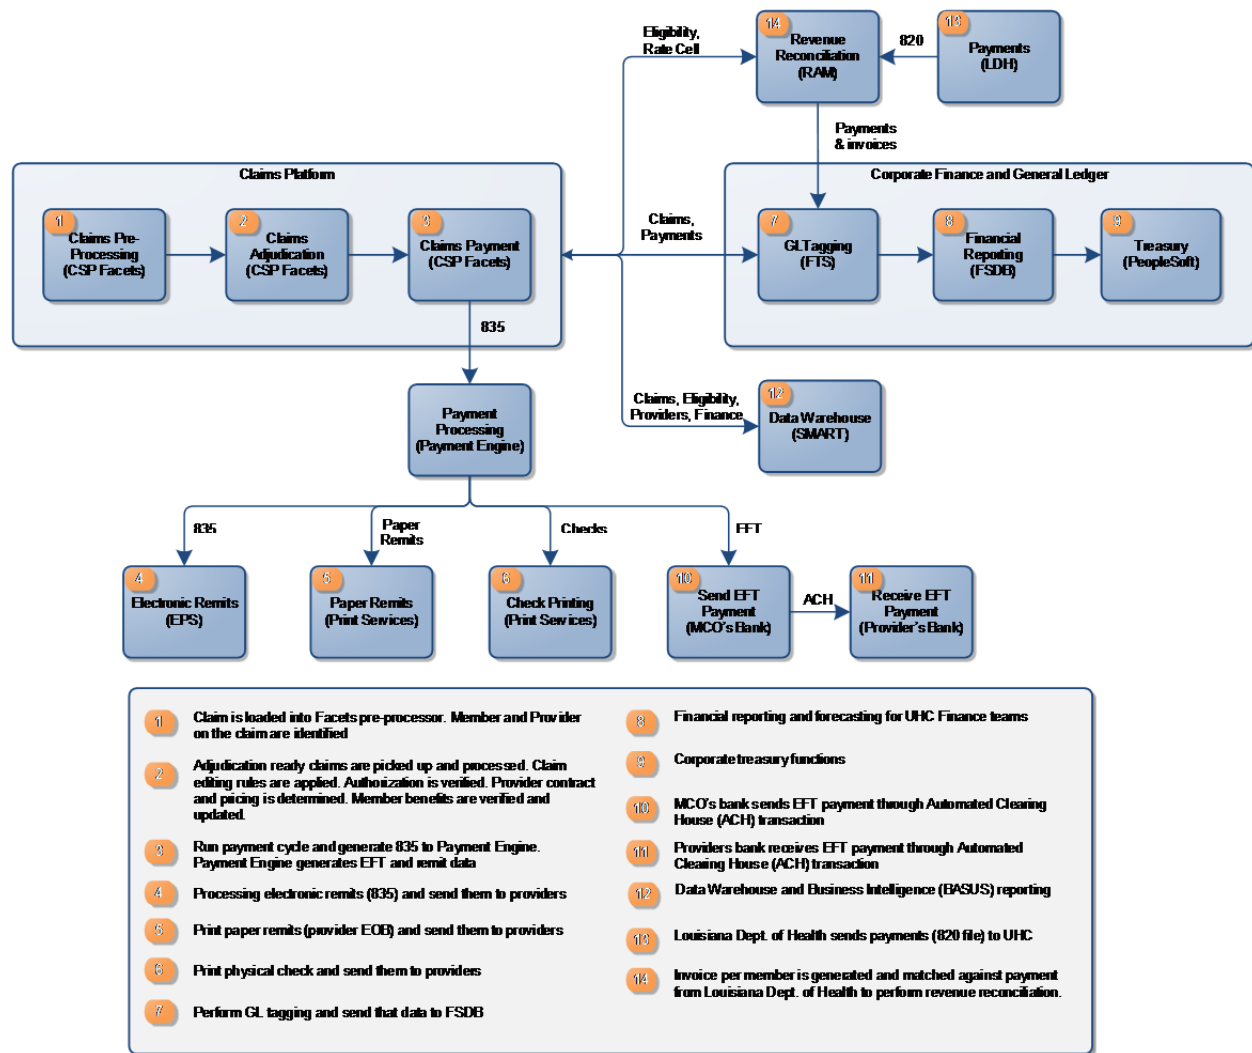 14
Revenue
Reconciliation
(RAM)
13
Payments
(LDH)
820
Eligibility,
Rate Cell
Payments
& invoices
Claims Platform
1
Claims Pre-
Processing
(CSP Facets)
2
Claims
Adjudication
(CSP Facets)
3
Claims Payment
(CSP Facets)
Claims,
Payments
Corporate Finance and General Ledger
7
GL Tagging
(FTS)
8
Financial
Reporting
(FSDB)
9
Treasury
(PeopleSoft)
835
Payment
Processing
(Payment Engine)
Claims, Eligibility,
Providers, Finance
12
Data Warehouse
(SMART)
835
Paper
Remits
Checks
EFT
4
Electronic Remits
(EPS)
5
Paper Remits
(Print Services)
6
Check Printing
(Print Services)
10
Send EFT
Payment
(MCO's Bank)
ACH
11
Receive EFT
Payment
(Provider's Bank)
1
Claim is loaded into Facets pre-processor. Member and Provider
on the claim are identified
2
Adjudication ready claims are picked up and processed. Claim
editing rules are applied. Authorization is verified. Provider contract
and pricing is determined. Member benefits are verified and
updated.
3
Run payment cycle and generate 835 to Payment Engine.
Payment Engine generates EFT and remit data
4
Processing electronic remits (835) and send them to providers
5
Print paper remits (provider EOB) and send them to providers
6
Print physical check and send them to providers
7
Perform GL tagging and send that data to FSDB
8
Financial reporting and forecasting for UHC Finance teams
9
Corporate treasury functions
10
MCO's bank sends EFT payment through Automated Clearing
House (ACH) transaction
11
Providers bank receives EFT payment through Automated
Clearing House (ACH) transaction
12
Data Warehouse and Business Intelligence (BASUS) reporting
13
Louisiana Dept. of Health sends payments (820 file) to UHC
14
Invoice per member is generated and matched against payment
from Louisiana Dept. of Health to perform revenue reconciliation.